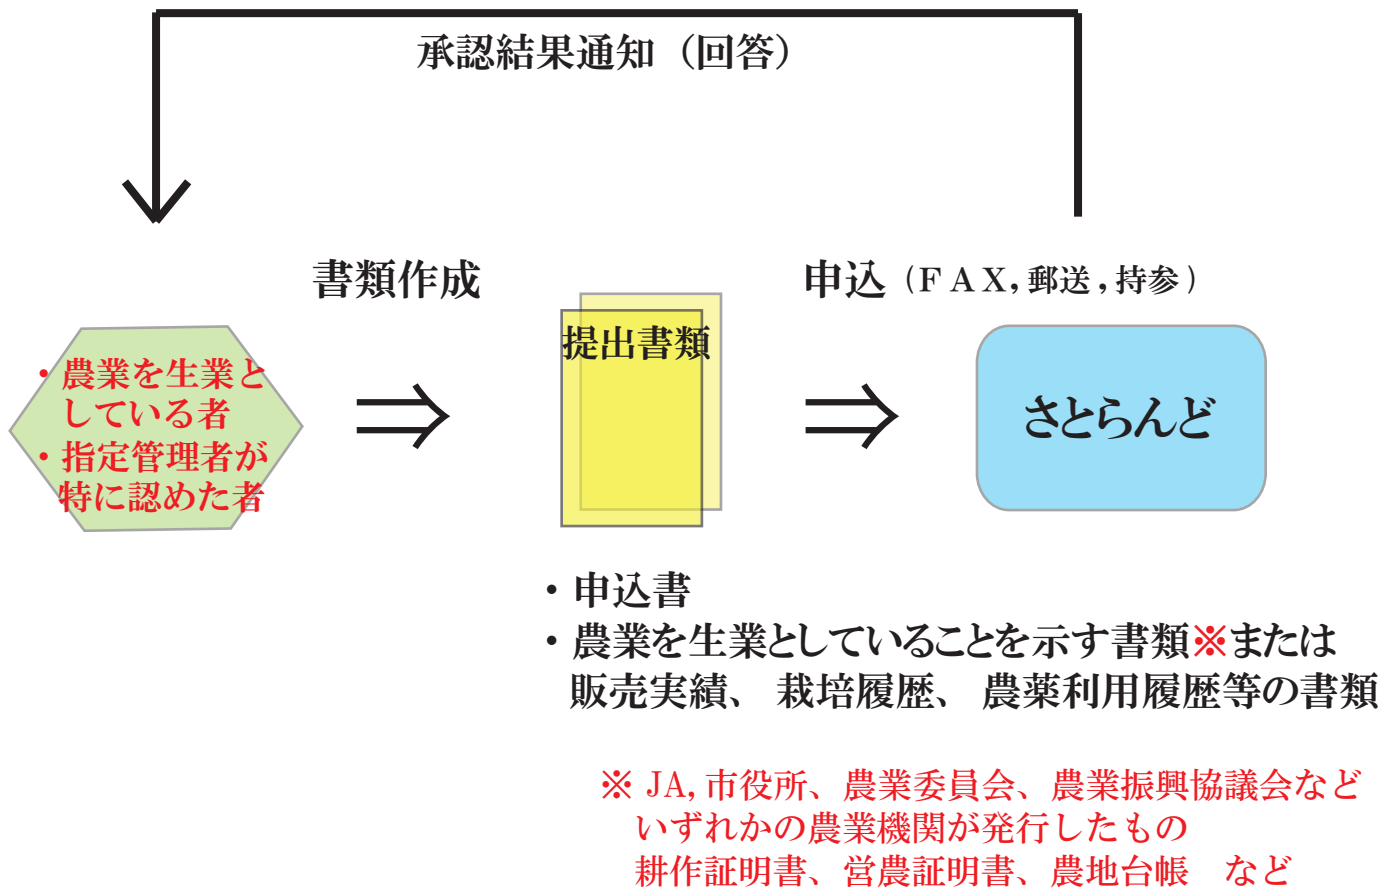 承認結果通知（回答）
書類作成
申込（ＦＡＸ，郵送，持参）
・農業を生業と
している者
・指定管理者が
特に認めた者
提出書類
さとらんど
・申込書
・農業を生業としていることを示す書類※または
販売実績、栽培履歴、農薬利用履歴等の書類
※ JA, 市役所、農業委員会、農業振興協議会など
いずれかの農業機関が発行したもの
耕作証明書、営農証明書、農地台帳　など